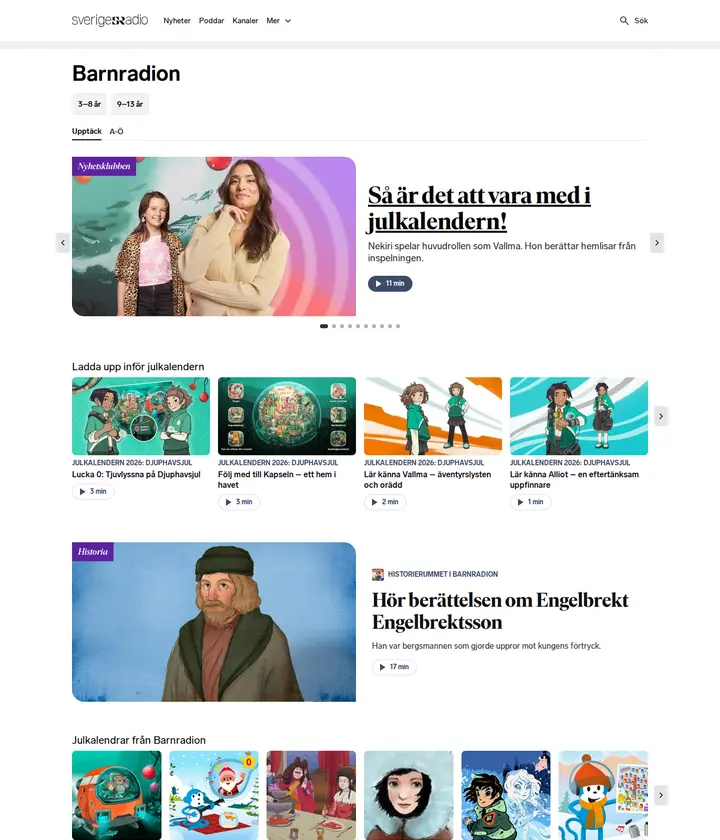 sverigesradio
Nyheter Poddar Kanaler Mer
Sök
Barnradion
3–8 år 9–13 år
Upptäck A-Ö
Nyhetsklubben
Så är det att vara med i
julkalendern!
Nekiri spelar huvudrollen som Vallma. Hon berättar hemlisar från
inspelningen.
11 min
Ladda upp inför julkalendern
JULKALENDERN 2026: DJUPHAVSJUL
Lucka 0: Tjuvlyssna på Djuphavsjul
3 min
JULKALENDERN 2026: DJUPHAVSJUL
Följ med till Kapseln – ett hem i
havet
3 min
JULKALENDERN 2026: DJUPHAVSJUL
Lär känna Vallma – äventyrslysten
och orädd
2 min
JULKALENDERN 2026: DJUPHAVSJUL
Lär känna Alliot – en eftertänksam
uppfinnare
1 min
Historia
HISTORIERUMMET I BARNRADION
Hör berättelsen om Engelbrekt
Engelbrektsson
Han var bergsmannen som gjorde uppror mot kungens förtryck.
17 min
Julkalendrar från Barnradion
0